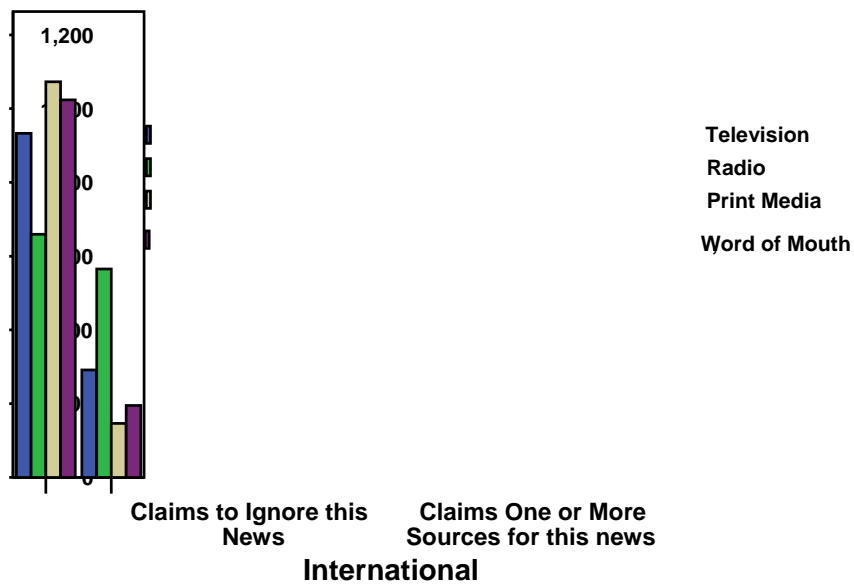 1,200
Television
Radio
Print Media
Word of Mouth
0
Claims to Ignore this
News
Claims One or More
Sources for this news
International